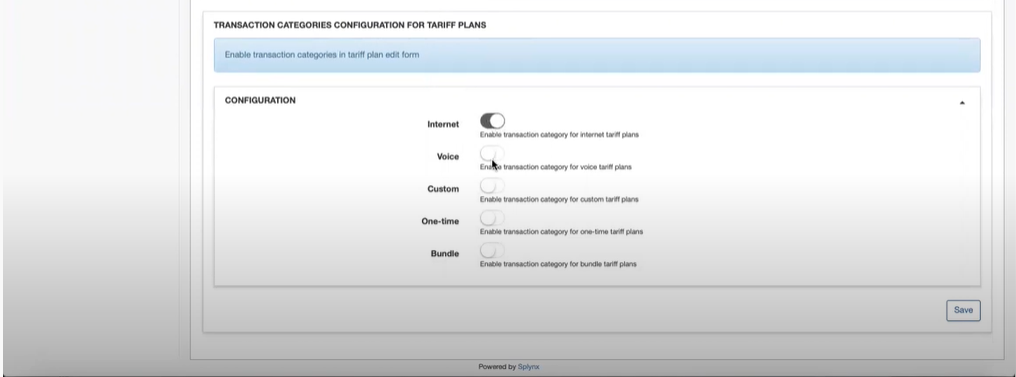 TRANSACTION CATEGORIES CONFIGURATION FOR TARIFF PLANS
Enable transaction categories in tariff plan edit form
CONFIGURATION
Internet
Enable transaction category for internet tariff plans
Voice
Enable transaction category for voice tariff plans
Custom
Enable transaction category for custom tariff plans
One-time
Enable transaction category for one-time tariff plans
Bundle
Enable transaction category for bundle tariff plans
Save
Powered by Splynx